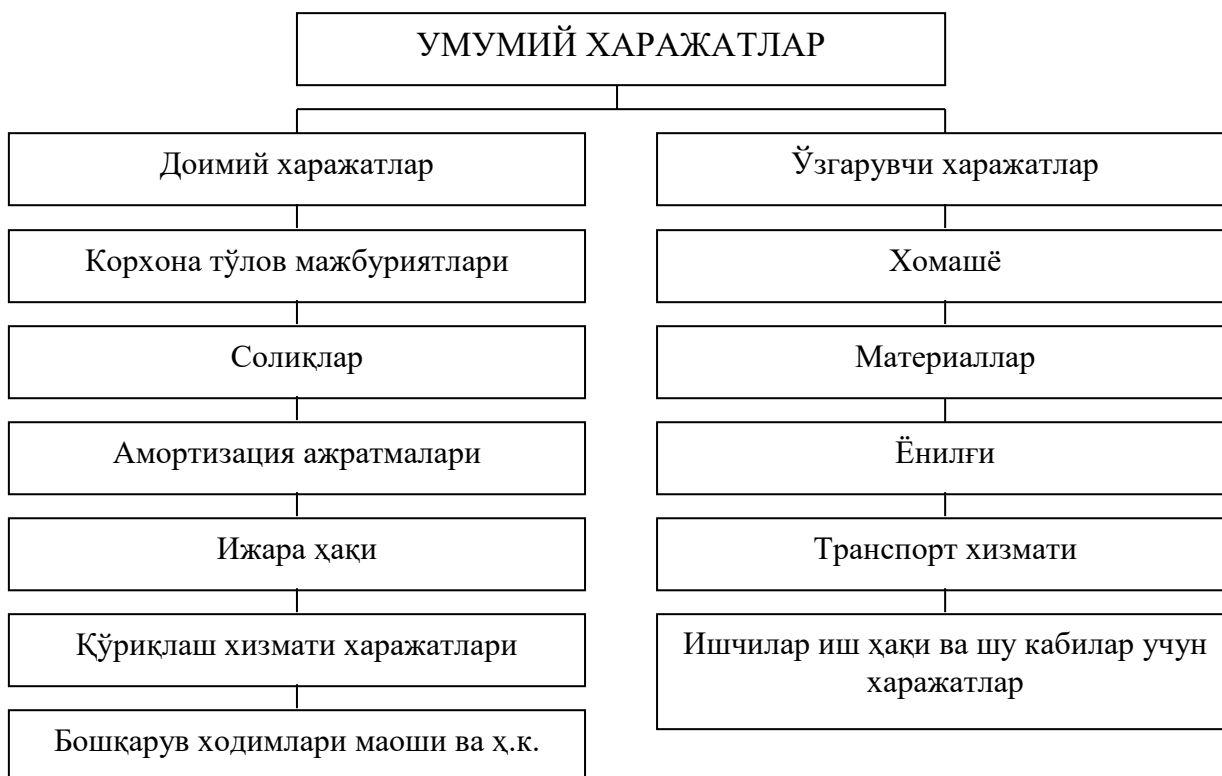 УМУМИЙ ХАРАЖАТЛАР
Доимий харажатлар
Корхона тўлов мажбуриятлари
Солиқлар
Амортизация ажратмалари
Ижара ҳақи
Қўриқлаш хизмати харажатлари
Бошқарув ходимлари маоши ва ҳ.к.
Ўзгарувчи харажатлар
Хомашё
Материаллар
Ёнилғи
Транспорт хизмати
Ишчилар иш ҳақи ва шу кабилар учун
харажатлар